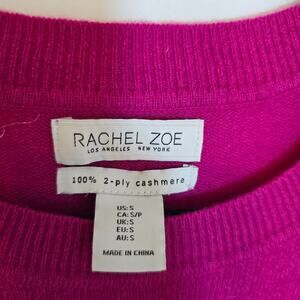 RACHEL ZOE
LOS ANGELES NEW YORK
100% 2-ply cashmere
US: S
CA: S/P
UK: S
EU: S
AU: S
MADE IN CHINA